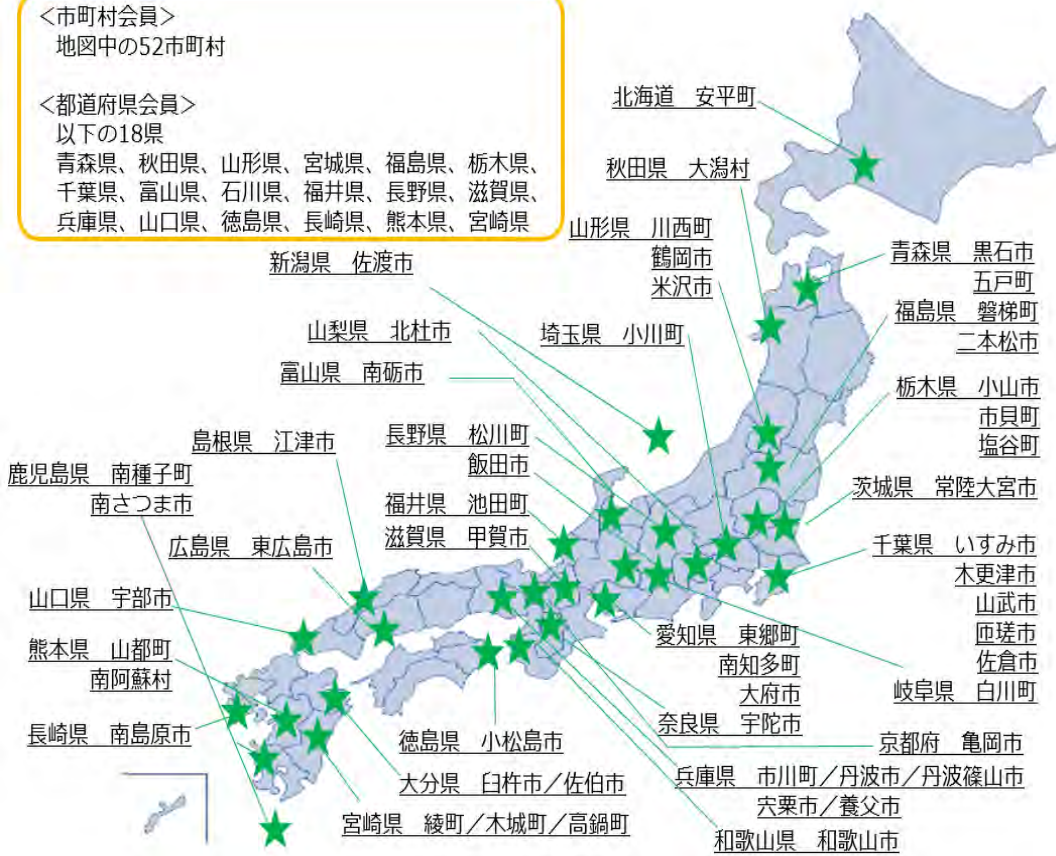 ＜市町村会員＞
地図中の52市町村
＜都道府県会員＞
以下の18県
青森県、秋田県、山形県、宮城県、福島県、栃木県、
千葉県、富山県、石川県、福井県、長野県、滋賀県、
兵庫県、山口県、徳島県、長崎県、熊本県、宮崎県
北海道　安平町
秋田県　大潟村
山形県　川西町
鶴岡市
米沢市
青森県　黒石市
五戸町
新潟県　佐渡市
福島県　磐梯町
二本松市
山梨県　北杜市
埼玉県　小川町
富山県　南砺市
栃木県　小山市
市貝町
塩谷町
島根県　江津市
長野県　松川町
飯田市
鹿児島県　南種子町
南さつま市
茨城県　常陸大宮市
福井県　池田町
滋賀県　甲賀市
広島県　東広島市
千葉県　いすみ市
木更津市
山武市
匝瑳市
佐倉市
山口県　宇部市
愛知県　東郷町
南知多町
大府市
熊本県　山都町
南阿蘇村
岐阜県　白川町
奈良県　宇陀市
長崎県　南島原市
徳島県　小松島市
京都府　亀岡市
大分県　臼杵市／佐伯市
兵庫県　市川町／丹波市／丹波篠山市
宍粟市／養父市
宮崎県　綾町／木城町／高鍋町
和歌山県　和歌山市